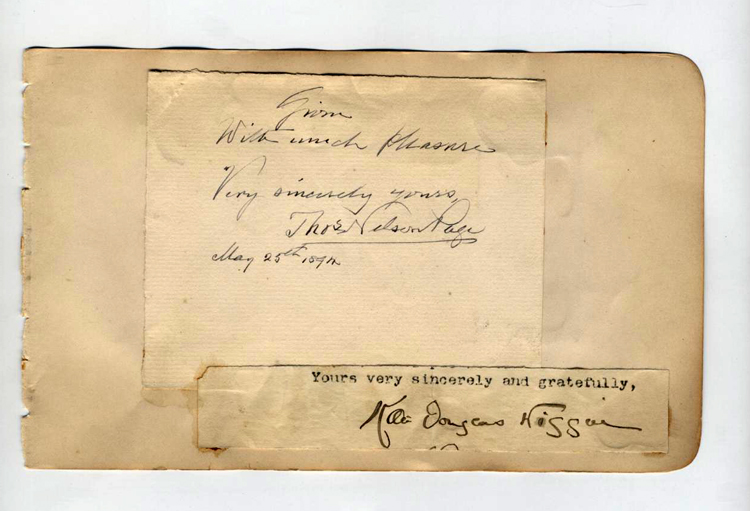 Given
With much pleasure
Very sincerely yours,
Thos Nelson Page
May 25th, 1892
Yours very sincerely and gratefully,
Kate Douglas Wiggin